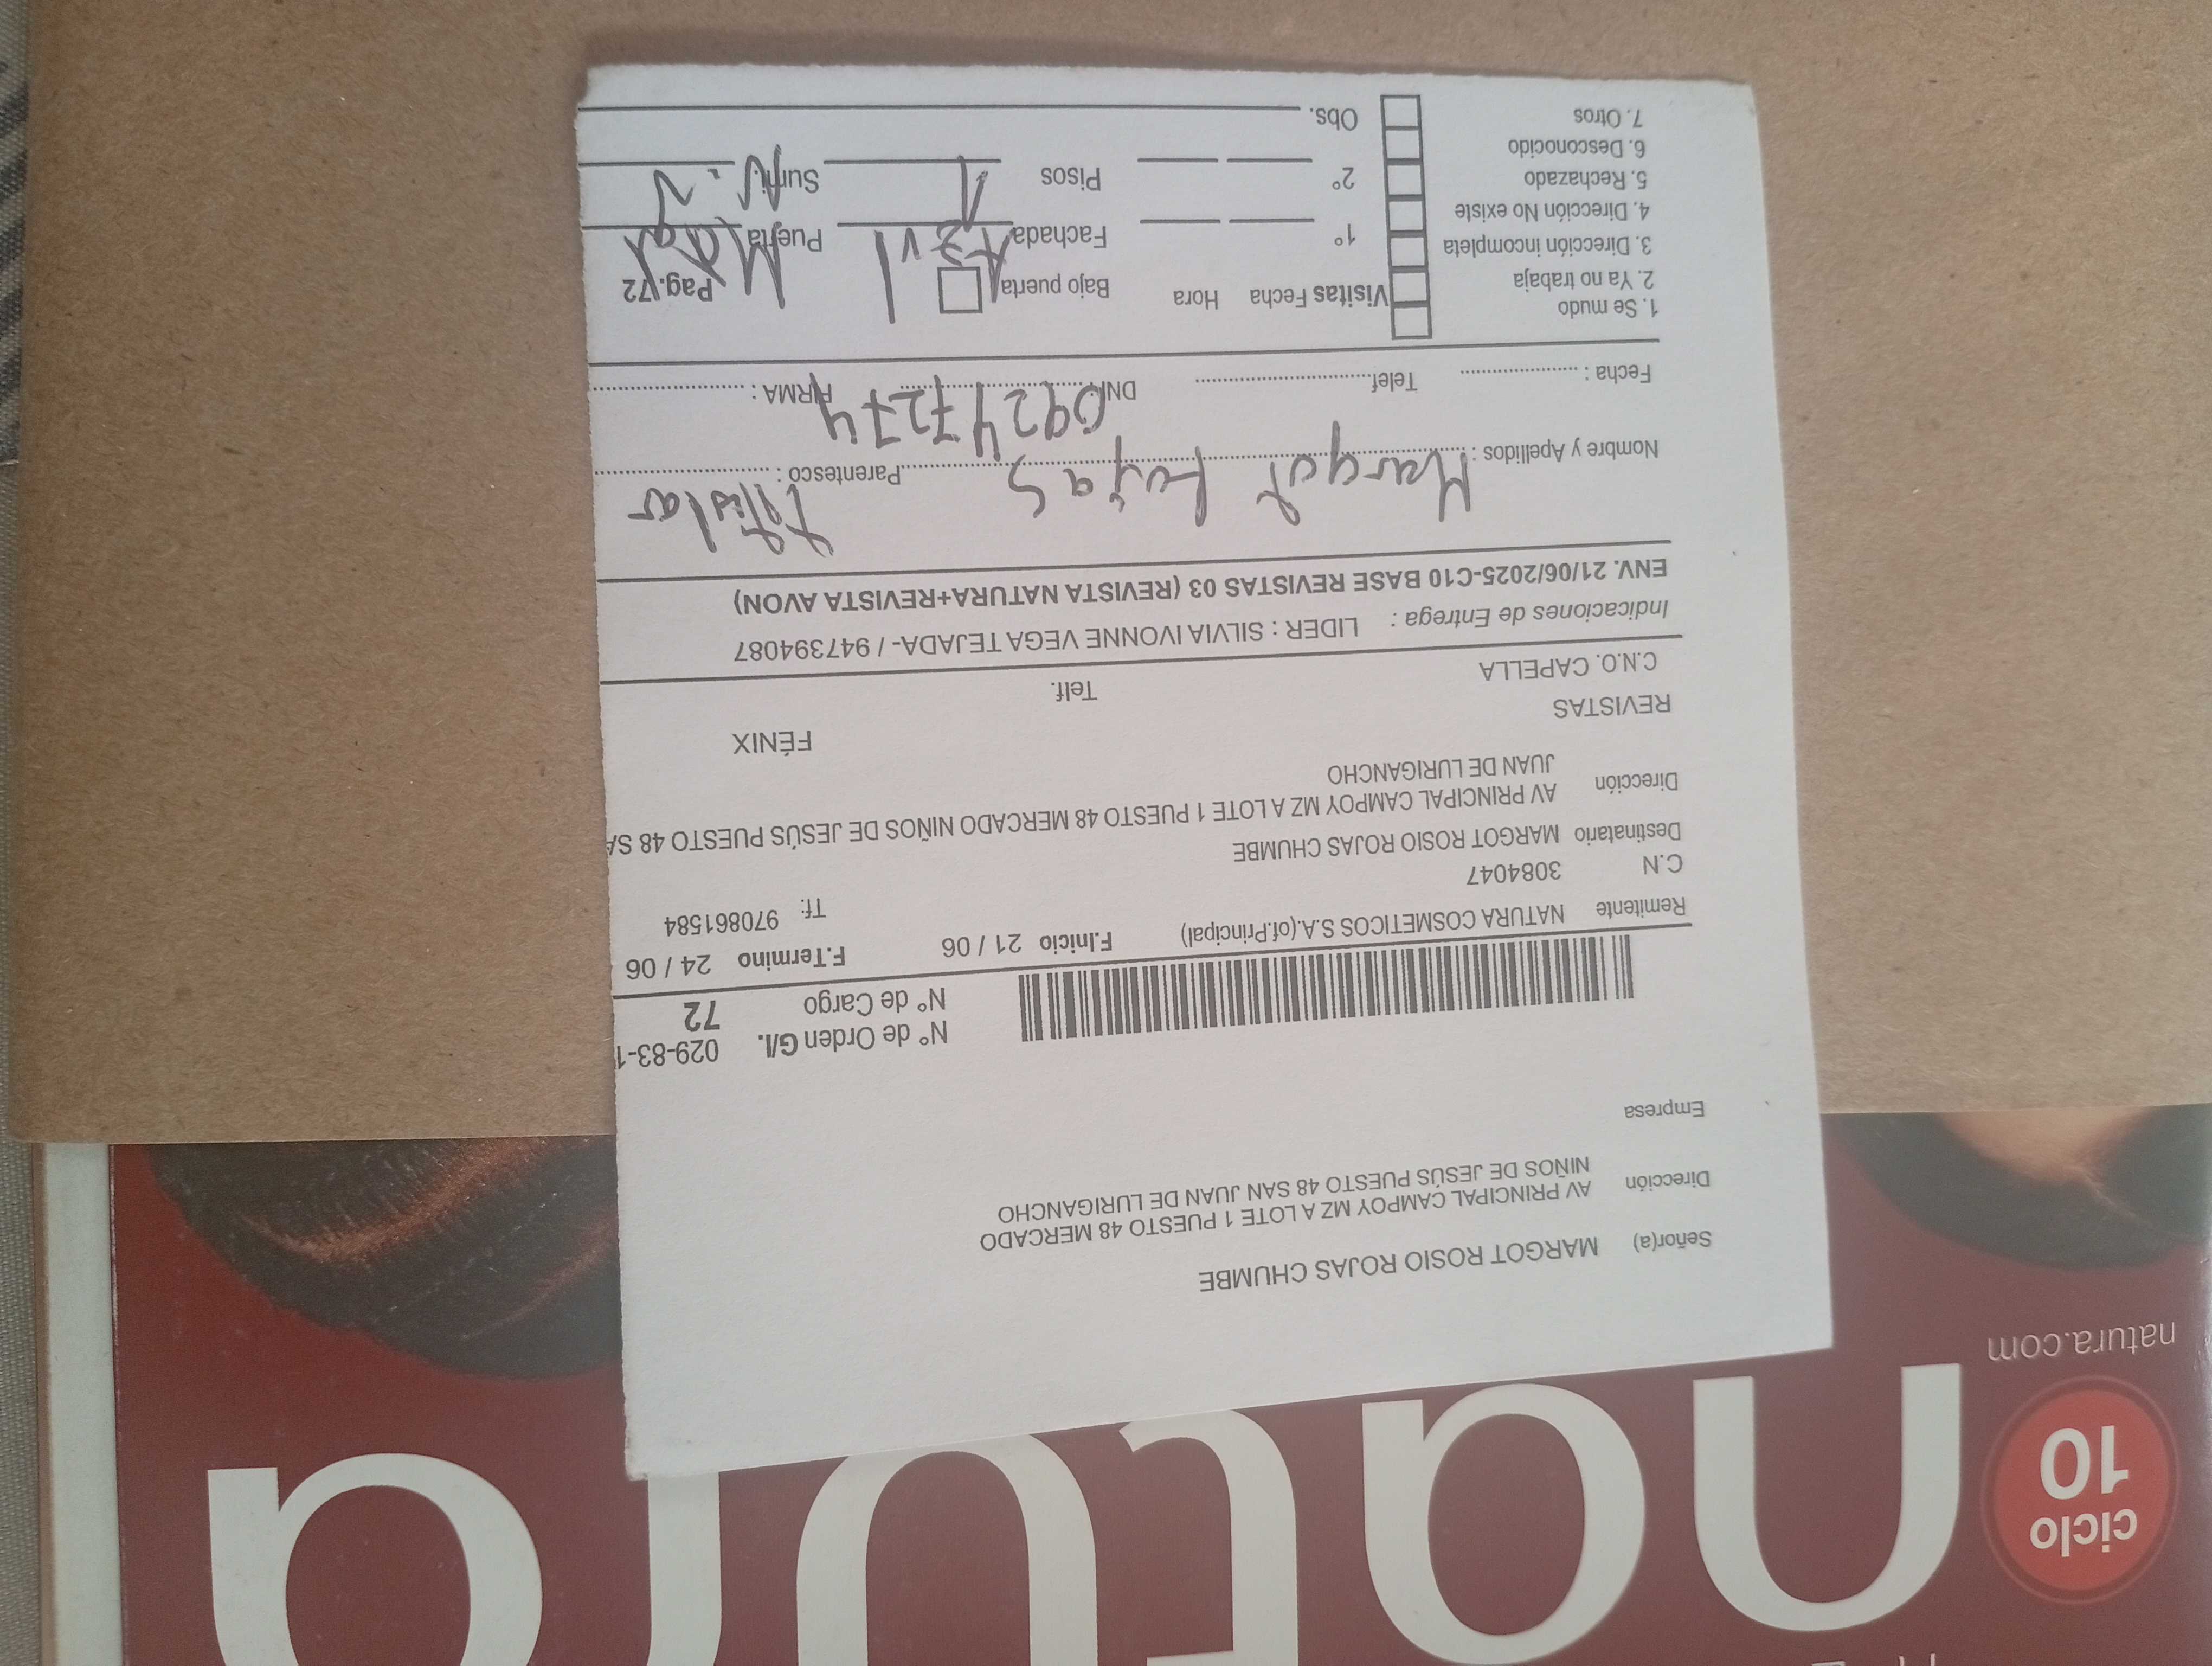 ciclo
10
natura
natura.com
Señor(a) MARGOT ROSIO ROJAS CHUMBE
Dirección AV PRINCIPAL CAMPOY MZ A LOTE 1 PUESTO 48 MERCADO
NIÑOS DE JESÚS PUESTO 48 SAN JUAN DE LURIGANCHO
Empresa
N° de Orden G/I. 029-83-1
N° de Cargo 72
Remitente NATURA COSMETICOS S.A.(of.Principal) F.Inicio 21 / 06 F.Termino 24 / 06
C.N 3084047 Tf: 970861584
Destinatario MARGOT ROSIO ROJAS CHUMBE
Dirección AV PRINCIPAL CAMPOY MZ A LOTE 1 PUESTO 48 MERCADO NIÑOS DE JESÚS PUESTO 48 SA
JUAN DE LURIGANCHO
REVISTAS FÉNIX
C.N.O. CAPELLA Telf.
Indicaciones de Entrega : LIDER : SILVIA IVONNE VEGA TEJADA- / 947394087
ENV. 21/06/2025-C10 BASE REVISTAS 03 (REVISTA NATURA+REVISTA AVON)
Nombre y Apellidos : Margot Rojas Parentesco : titular
Fecha : Telef. DNI 09247274 FIRMA :
1. Se mudo
2. Ya no trabaja
3. Dirección incompleta
4. Dirección No existe
5. Rechazado
6. Desconocido
7. Otros
Visitas Fecha Hora Bajo puerta Pag. 72
1° Fachada Puerta
2° Pisos 1 Sumi.
Obs.